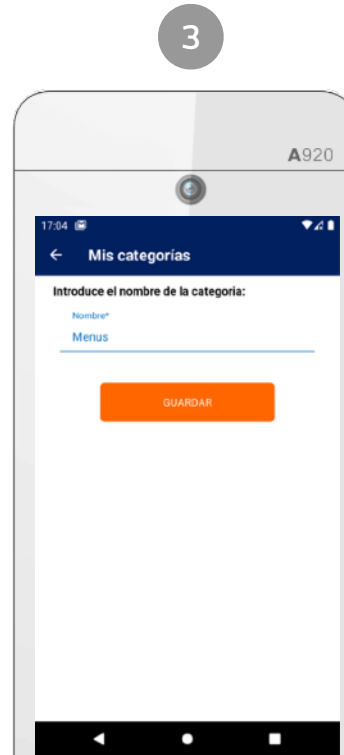 3
A920
17:04
Mis categorías
Introduce el nombre de la categoria:
Nombre*
Menus
GUARDAR